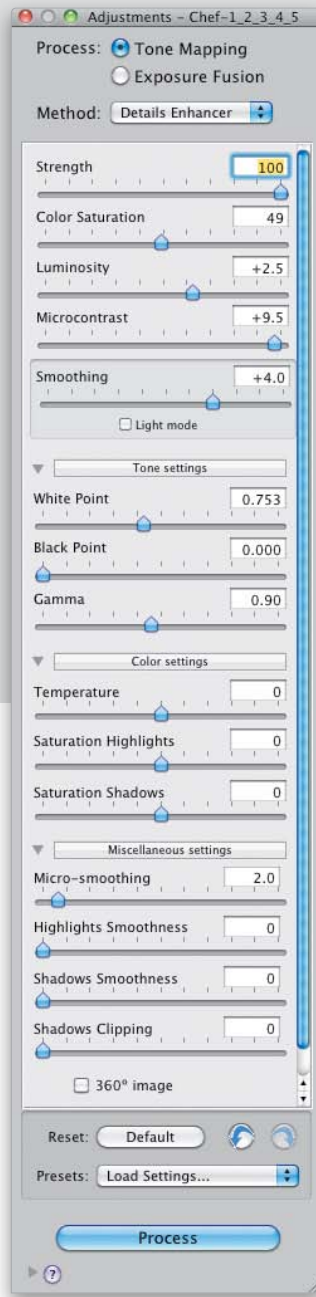 Adjustments – Chef-1_2_3_4_5
Process: Tone Mapping
Exposure Fusion
Method: Details Enhancer
Strength 100
Color Saturation 49
Luminosity +2.5
Microcontrast +9.5
Smoothing +4.0
Light mode
Tone settings
White Point 0.753
Black Point 0.000
Gamma 0.90
Color settings
Temperature 0
Saturation Highlights 0
Saturation Shadows 0
Miscellaneous settings
Micro-smoothing 2.0
Highlights Smoothness 0
Shadows Smoothness 0
Shadows Clipping 0
360° image
Reset: Default
Presets: Load Settings...
Process
?